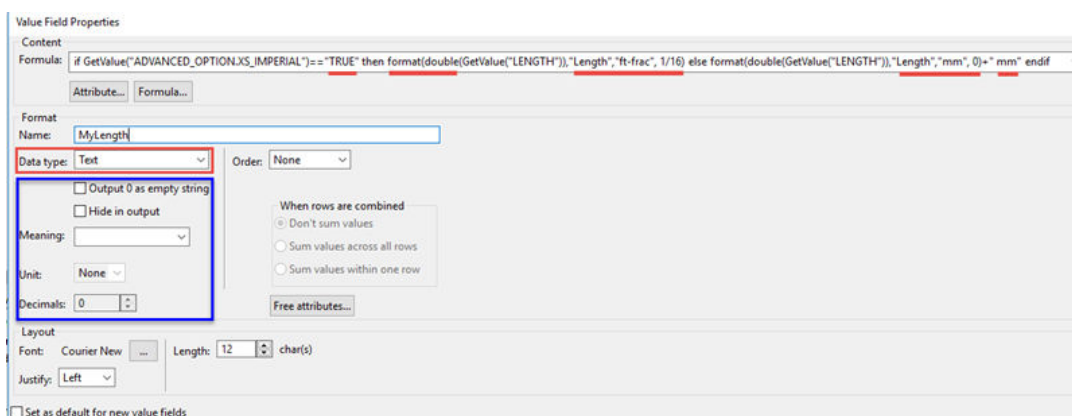 Value Field Properties
Content
Formula: if GetValue("ADVANCED_OPTION.XS_IMPERIAL")=="TRUE" then format(double(GetValue("LENGTH")),"Length","ft-frac", 1/16) else format(double(GetValue("LENGTH")),"Length","mm", 0)+" mm" endif
Attribute... Formula...
Format
Name: MyLength
Data type: Text Order: None
Output 0 as empty string
Hide in output
When rows are combined
Don't sum values
Meaning:
Sum values across all rows
Unit: None Sum values within one row
Decimals: 0 Free attributes...
Layout
Font: Courier New ... Length: 12 char(s)
Justify: Left
Set as default for new value fields